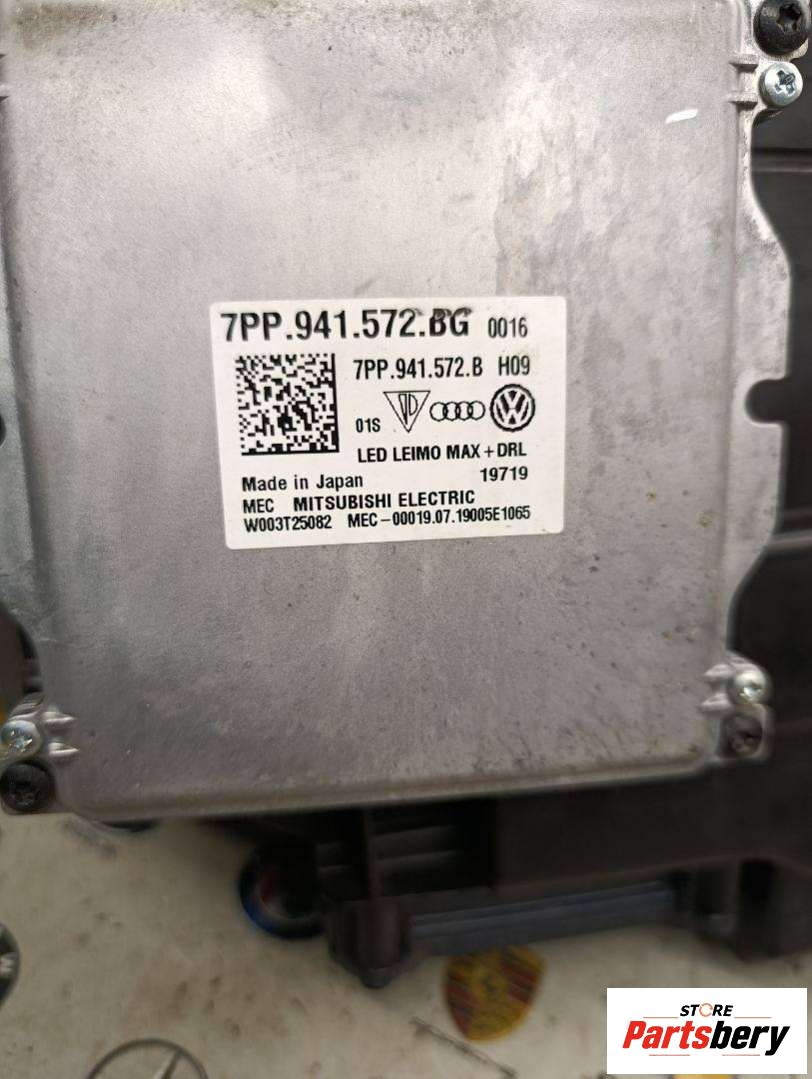 7PP.941.572.BG 0016
7PP.941.572.B H09
01S
LED LEIMO MAX + DRL
Made in Japan 19719
MEC MITSUBISHI ELECTRIC
W003T25082 MEC-00019.07.19005E1065
STORE
Partsbery